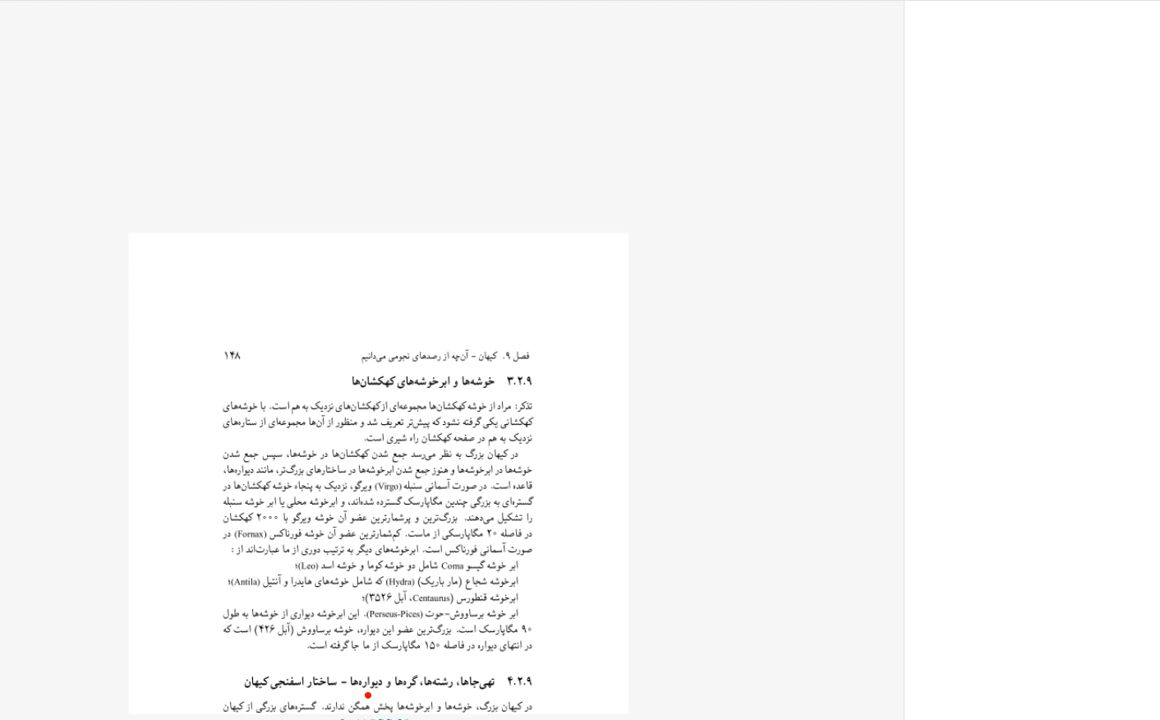 فصل ۹. کیهان - آن‌چه از رصدهای نجومی می‌دانیم ۱۴۸
۳.۲.۹ خوشه‌ها و ابرخوشه‌های کهکشان‌ها
تذکر: مراد از خوشه کهکشان‌ها مجموعه‌ای از کهکشان‌های نزدیک به هم است. با خوشه‌های
کهکشانی یکی گرفته نشود که پیش‌تر تعریف شد و منظور از آن‌ها مجموعه‌ای از ستاره‌های
نزدیک به هم در صفحه کهکشان راه شیری است.
در کیهان بزرگ به نظر می‌رسد جمع شدن کهکشان‌ها در خوشه‌ها، سپس جمع شدن
خوشه‌ها در ابرخوشه‌ها و هنوز جمع شدن ابرخوشه‌ها در ساختارهای بزرگ‌تر، مانند دیواره‌ها،
قاعده است. در صورت آسمانی سنبله (Virgo) ویرگو، نزدیک به پنجاه خوشه کهکشان‌ها در
گستره‌ای به بزرگی چندین مگاپارسک گسترده شده‌اند، و ابرخوشه محلی یا ابر خوشه سنبله
را تشکیل می‌دهند. بزرگ‌ترین و پرشمارترین عضو آن خوشه ویرگو با ۲۰۰۰ کهکشان
در فاصله ۲۰ مگاپارسکی از ماست. کم‌شمارترین عضو آن خوشه فورناکس (Fornax) در
صورت آسمانی فورناکس است. ابرخوشه‌های دیگر به ترتیب دوری از ما عبارت‌اند از :
ابر خوشه گیسو Coma شامل دو خوشه کوما و خوشه اسد (Leo)؛
ابرخوشه شجاع (مار باریک) (Hydra) که شامل خوشه‌های هایدرا و آنتیل (Antila)؛
ابرخوشه قنطورس (Centaurus، آبل ۳۵۲۶)؛
ابر خوشه برساووش-حوت (Perseus-Pices). این ابرخوشه دیواری از خوشه‌ها به طول
۹۰ مگاپارسک است. بزرگ‌ترین عضو این دیواره، خوشه برساووش (آبل ۴۲۶) است که
در انتهای دیواره در فاصله ۱۵۰ مگاپارسک از ما جا گرفته است.
۴.۲.۹ تهی‌جاها، رشته‌ها، گره‌ها و دیواره‌ها - ساختار اسفنجی کیهان
در کیهان بزرگ، خوشه‌ها و ابرخوشه‌ها پخش همگن ندارند. گستره‌های بزرگی از کیهان